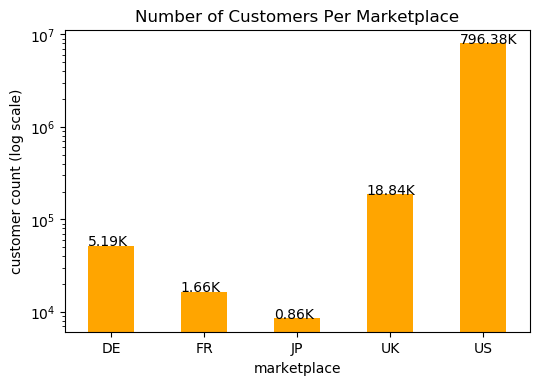 Number of Customers Per Marketplace
customer count (log scale)
10⁷
10⁶
10⁵
10⁴
5.19K
1.66K
0.86K
18.84K
796.38K
DE
FR
JP
UK
US
marketplace